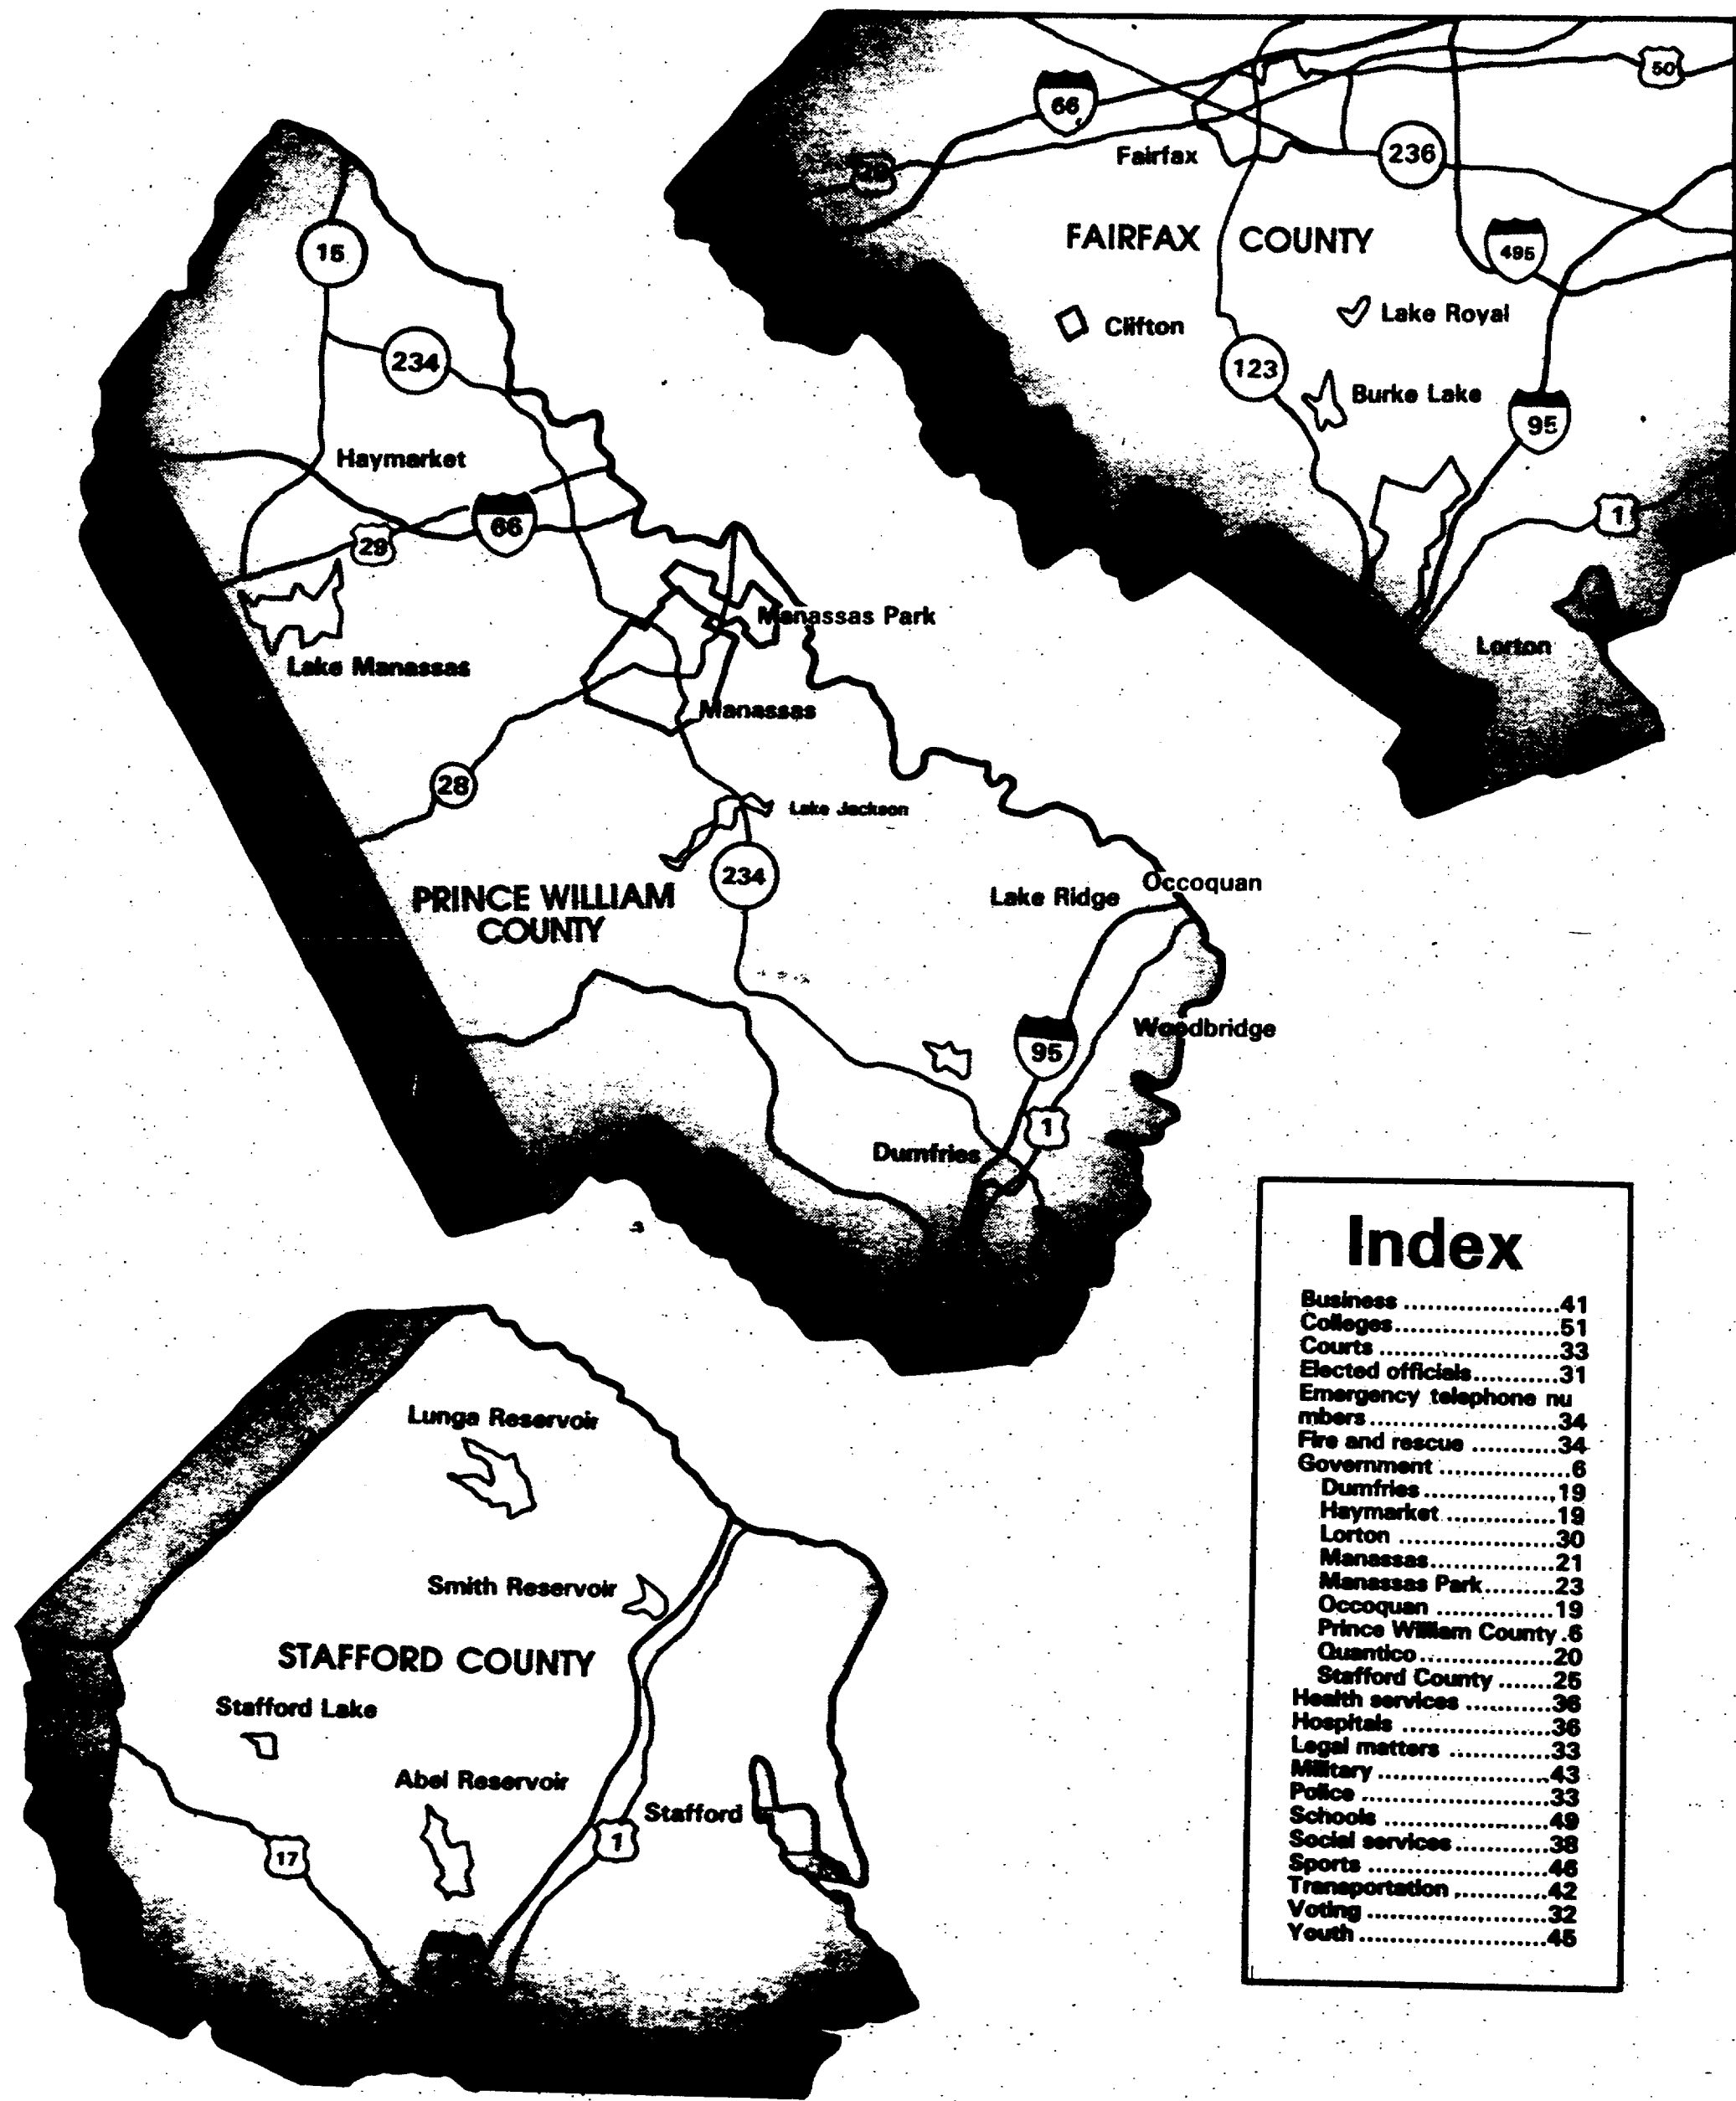 50
66
Fairfax
236
29
FAIRFAX COUNTY
495
15
Clifton
Lake Royal
234
123
Burke Lake
95
Haymarket
66
29
1
Manassas Park
Lorton
Lake Manassas
Manassas
28
Lake Jackson
234
PRINCE WILLIAM
COUNTY
Lake Ridge
Occoquan
Woodbridge
95
1
Dumfries
Index
Business ....................41
Colleges.....................51
Courts .......................33
Elected officials...........31
Emergency telephone nu
mbers........................34
Fire and rescue ...........34
Government .................6
Dumfries.................19
Haymarket ..............19
Lorton ....................30
Manassas................21
Manassas Park.........23
Occoquan ...............19
Prince William County .6
Quantico.................20
Stafford County .......25
Health services ...........36
Hospitals ...................36
Legal matters .............33
Military ......................43
Police ........................33
Schools .....................49
Social services ............38
Sports .......................46
Transportation ............42
Voting .......................32
Youth ........................45
Lunga Reservoir
Smith Reservoir
STAFFORD COUNTY
Stafford Lake
Abel Reservoir
Stafford
1
17